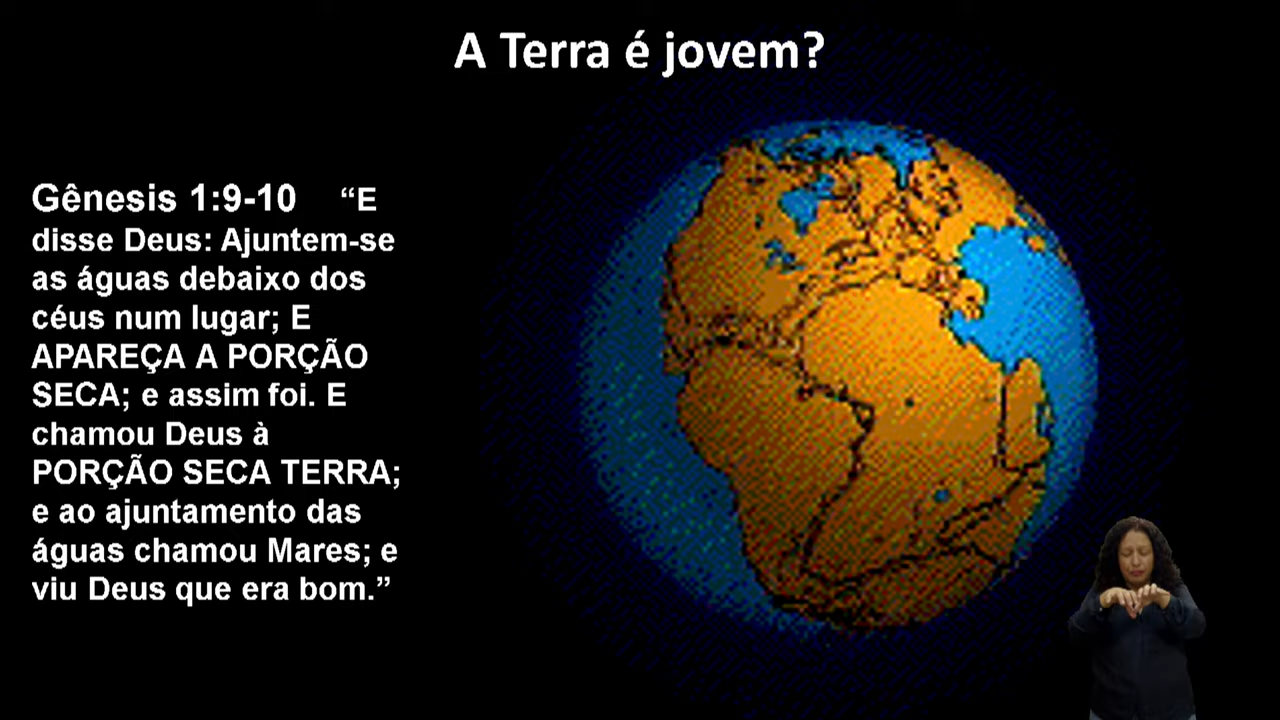 A Terra é jovem?
Gênesis 1:9-10 “E
disse Deus: Ajuntem-se
as águas debaixo dos
céus num lugar; E
APAREÇA A PORÇÃO
SECA; e assim foi. E
chamou Deus à
PORÇÃO SECA TERRA;
e ao ajuntamento das
águas chamou Mares; e
viu Deus que era bom.”